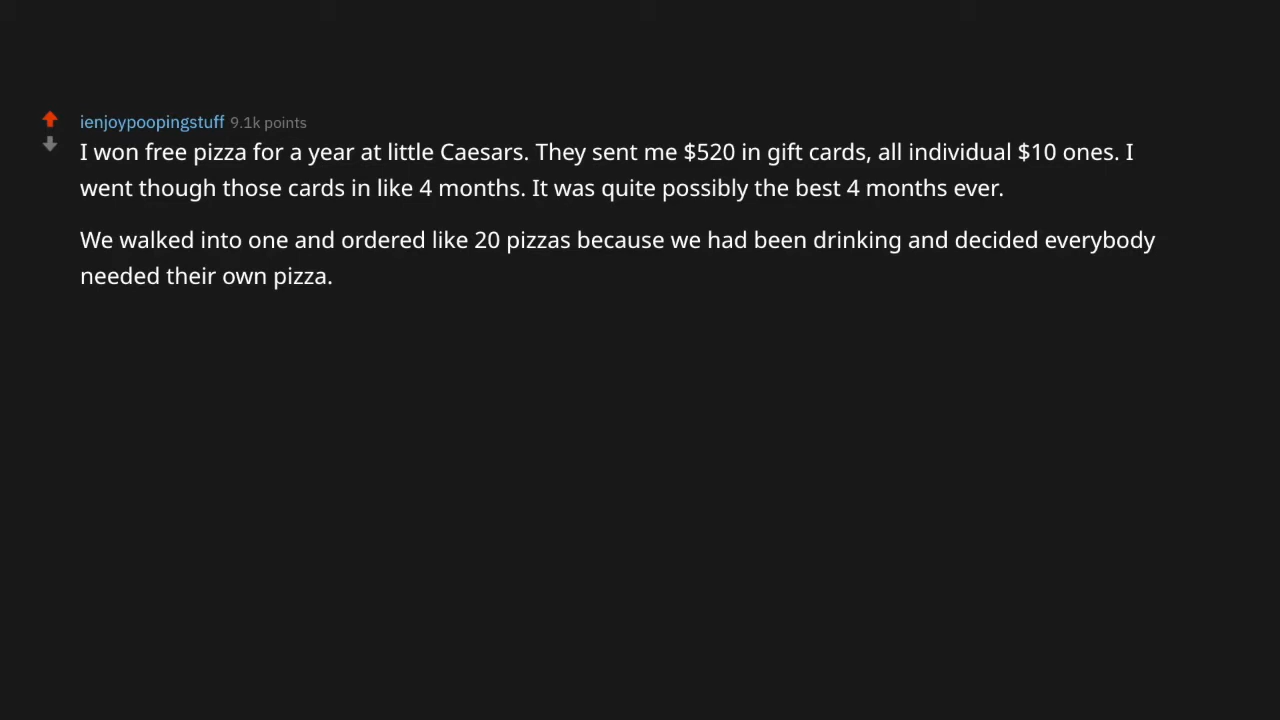 ienjoypoopingstuff 9.1k points
I won free pizza for a year at little Caesars. They sent me $520 in gift cards, all individual $10 ones. I
went though those cards in like 4 months. It was quite possibly the best 4 months ever.
We walked into one and ordered like 20 pizzas because we had been drinking and decided everybody
needed their own pizza.